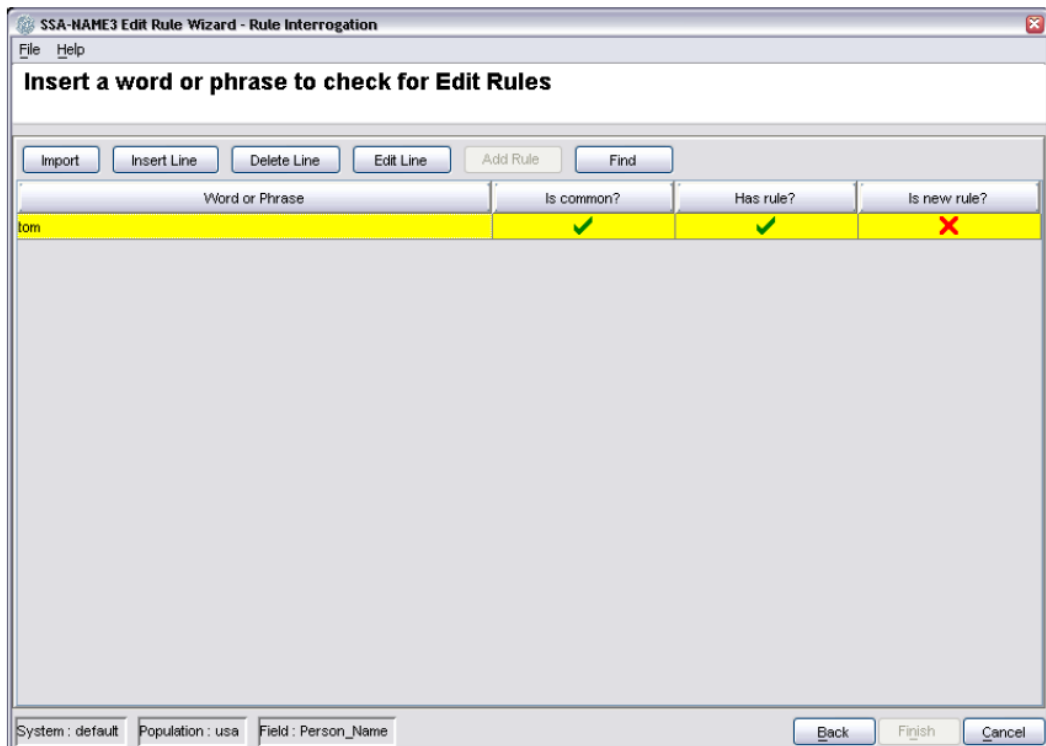 SSA-NAME3 Edit Rule Wizard - Rule Interrogation
File Help
Insert a word or phrase to check for Edit Rules
Import Insert Line Delete Line Edit Line Add Rule Find
Word or Phrase Is common? Has rule? Is new rule?
tom
System : default Population : usa Field : Person_Name Back Finish Cancel